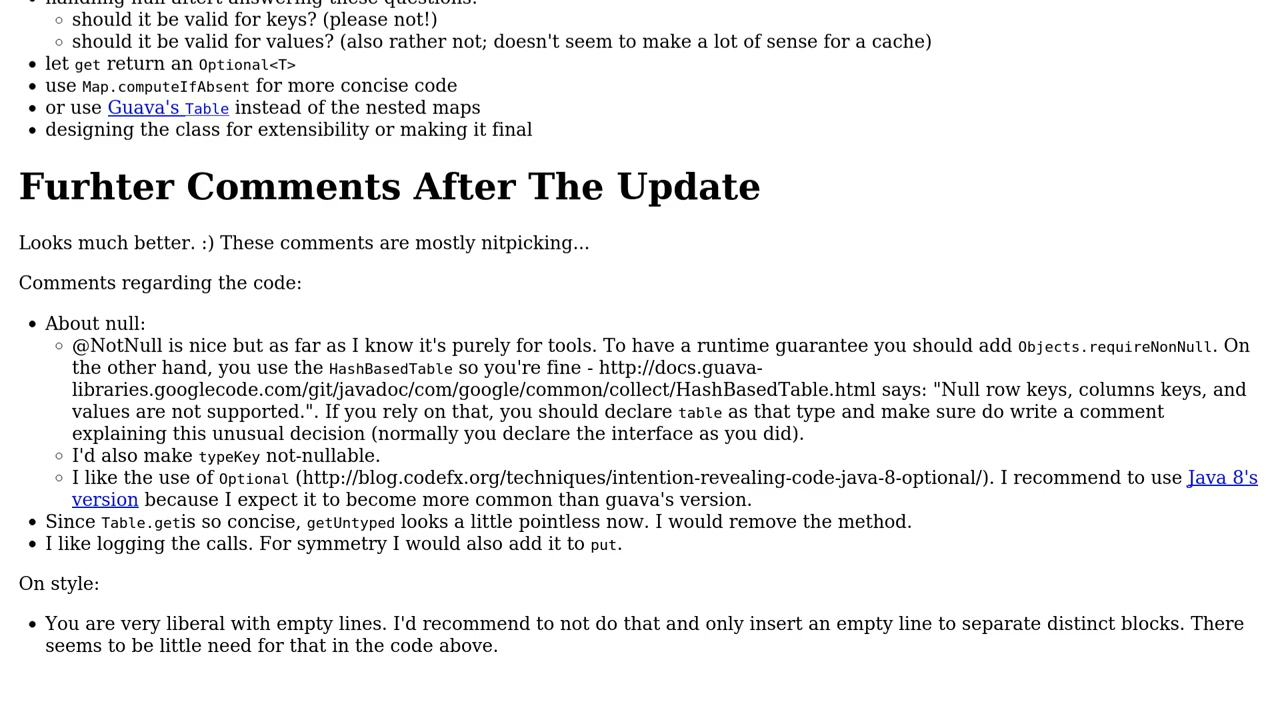 handling null aftert answering these questions:
should it be valid for keys? (please not!)
should it be valid for values? (also rather not; doesn't seem to make a lot of sense for a cache)
let get return an Optional<T>
use Map.computeIfAbsent for more concise code
or use Guava's Table instead of the nested maps
designing the class for extensibility or making it final
Furhter Comments After The Update
Looks much better. :) These comments are mostly nitpicking...
Comments regarding the code:
About null:
@NotNull is nice but as far as I know it's purely for tools. To have a runtime guarantee you should add Objects.requireNonNull. On
the other hand, you use the HashBasedTable so you're fine - http://docs.guava-
libraries.googlecode.com/git/javadoc/com/google/common/collect/HashBasedTable.html says: "Null row keys, columns keys, and
values are not supported.". If you rely on that, you should declare table as that type and make sure do write a comment
explaining this unusual decision (normally you declare the interface as you did).
I'd also make typeKey not-nullable.
I like the use of Optional (http://blog.codefx.org/techniques/intention-revealing-code-java-8-optional/). I recommend to use Java 8's
version because I expect it to become more common than guava's version.
Since Table.getis so concise, getUntyped looks a little pointless now. I would remove the method.
I like logging the calls. For symmetry I would also add it to put.
On style:
You are very liberal with empty lines. I'd recommend to not do that and only insert an empty line to separate distinct blocks. There
seems to be little need for that in the code above.